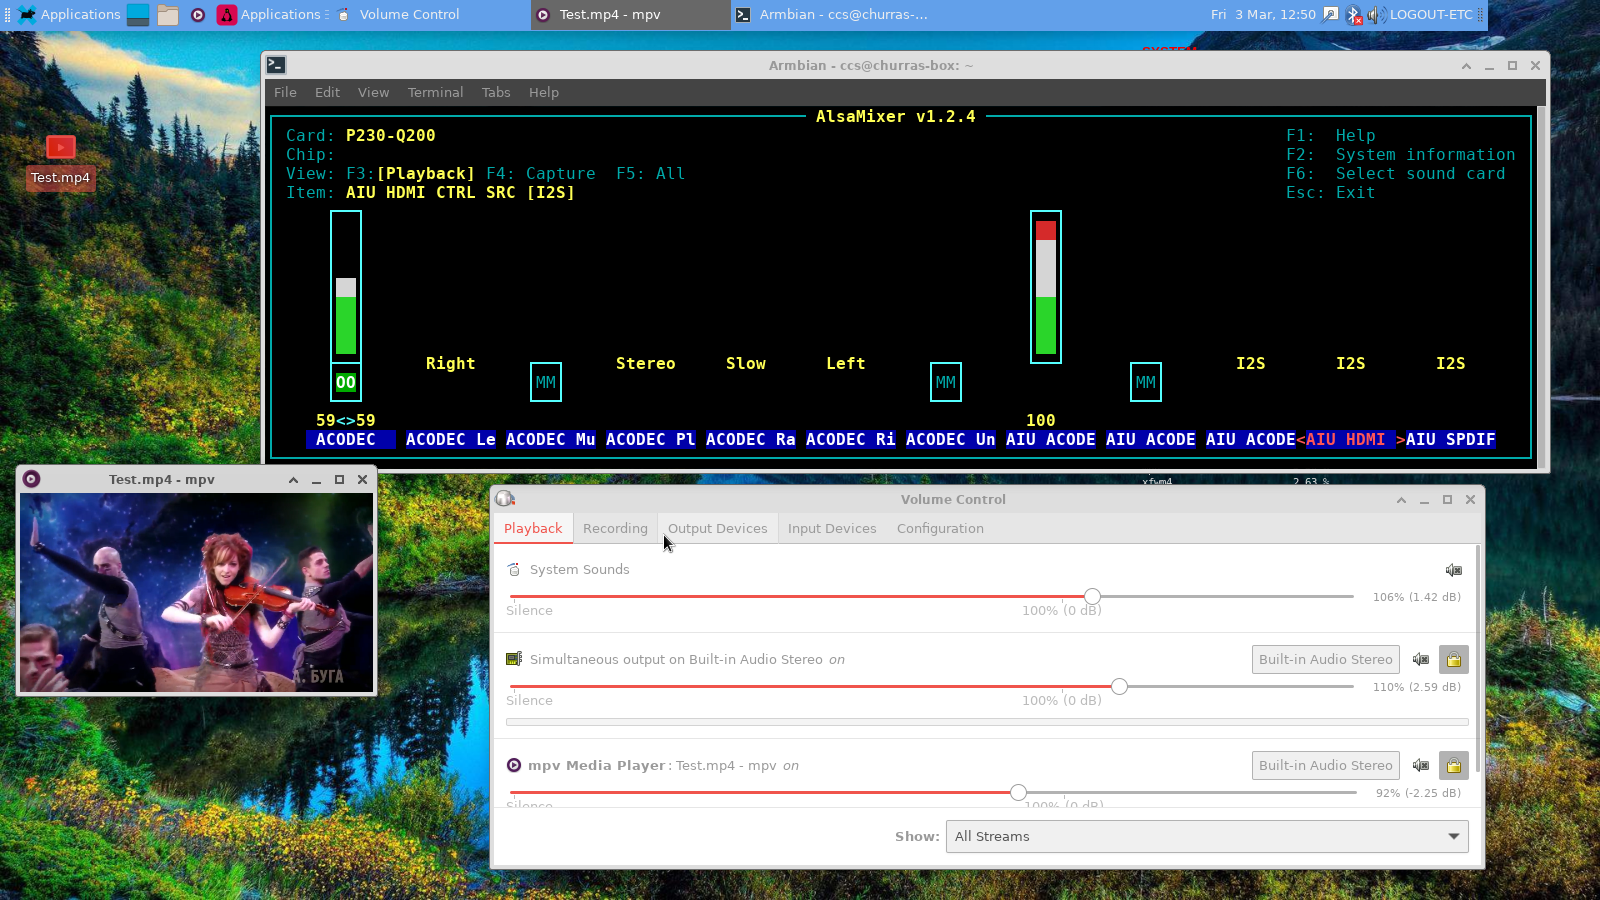 Applications
Applications
Volume Control
Test.mp4 - mpv
Armbian - ccs@churras-...
Fri  3 Mar, 12:50
LOGOUT-ETC
Armbian - ccs@churras-box: ~
File Edit View Terminal Tabs Help
AlsaMixer v1.2.4
Card: P230-Q200
F1: Help
Chip:
F2: System information
View: F3:[Playback] F4: Capture F5: All
F6: Select sound card
Item: AIU HDMI CTRL SRC [I2S]
Esc: Exit
Test.mp4
Right Stereo Slow Left I2S I2S I2S
OO MM MM MM
59<>59 100
ACODEC ACODEC Le ACODEC Mu ACODEC Pl ACODEC Ra ACODEC Ri ACODEC Un AIU ACODE AIU ACODE AIU ACODE<AIU HDMI >AIU SPDIF
xfwm4 2.63 %
Test.mp4 - mpv
А. БУГА
Volume Control
Playback Recording Output Devices Input Devices Configuration
System Sounds
106% (1.42 dB)
Silence 100% (0 dB)
Simultaneous output on Built-in Audio Stereo on
Built-in Audio Stereo
110% (2.59 dB)
Silence 100% (0 dB)
mpv Media Player: Test.mp4 - mpv on
Built-in Audio Stereo
92% (-2.25 dB)
Silence 100% (0 dB)
Show: All Streams